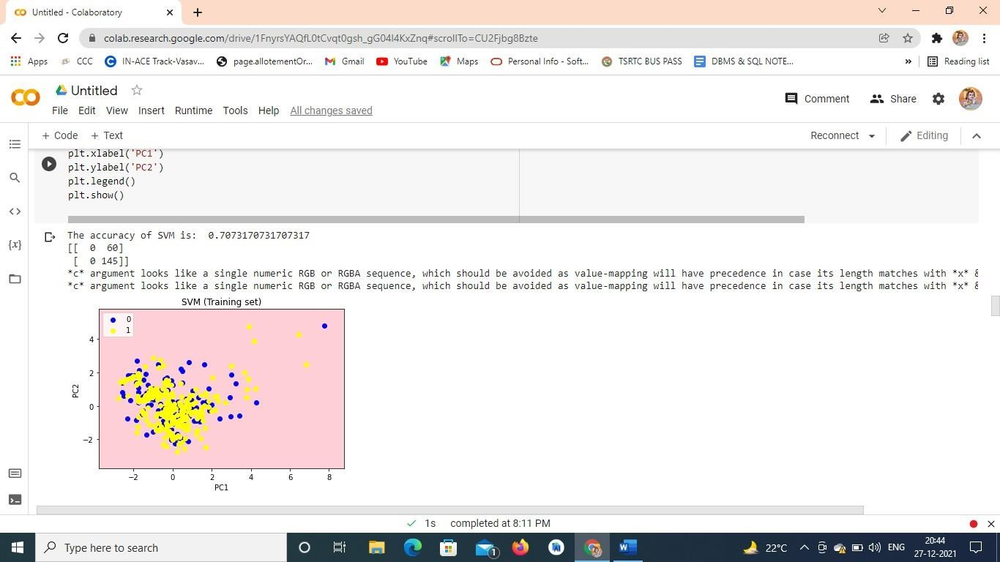 Untitled - Colaboratory
colab.research.google.com/drive/1FnyrsYAQfL0tCvqt0gsh_gG04l4KxZnq#scrollTo=CU2Fjbg8Bzte
Apps CCC IN-ACE Track-Vasav... page.allotementOr... Gmail YouTube Maps Personal Info - Soft... TSRTC BUS PASS DBMS & SQL NOTE... » Reading list
CO Untitled
File Edit View Insert Runtime Tools Help All changes saved
Comment Share
+ Code + Text Reconnect Editing
plt.xlabel('PC1')
plt.ylabel('PC2')
plt.legend()
plt.show()
The accuracy of SVM is:  0.7073170731707317
[[  0  60]
 [  0 145]]
*c* argument looks like a single numeric RGB or RGBA sequence, which should be avoided as value-mapping will have precedence in case its length matches with *x* &
*c* argument looks like a single numeric RGB or RGBA sequence, which should be avoided as value-mapping will have precedence in case its length matches with *x* &
SVM (Training set)
0
1
4
2
0
−2
PC2
−2 0 2 4 6 8
PC1
1s completed at 8:11 PM
Type here to search
1
W
22°C ENG
20:44
27-12-2021